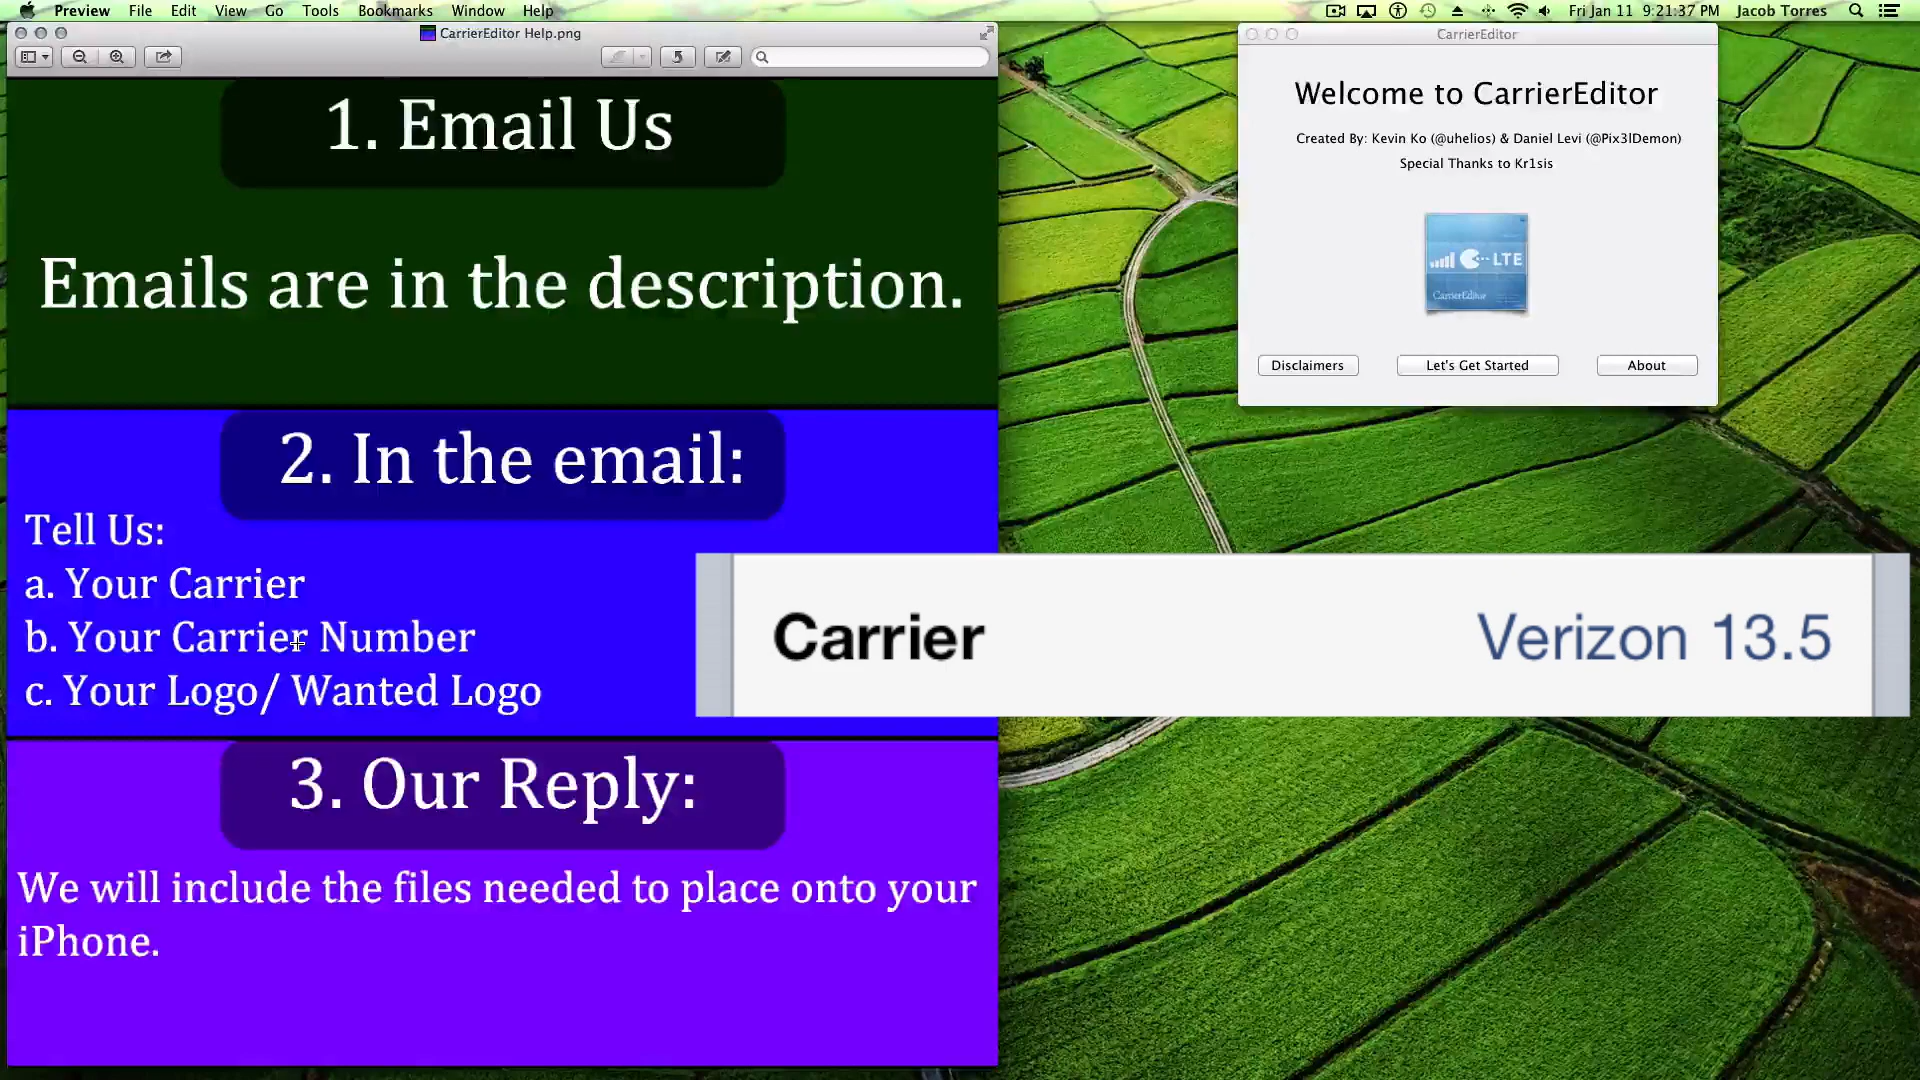 Preview File Edit View Go Tools Bookmarks Window Help
Fri Jan 11 9:21:37 PM Jacob Torres
CarrierEditor Help.png
1. Email Us
Emails are in the description.
2. In the email:
Tell Us:
a. Your Carrier
b. Your Carrier Number
c. Your Logo/ Wanted Logo
3. Our Reply:
We will include the files needed to place onto your
iPhone.
CarrierEditor
Welcome to CarrierEditor
Created By: Kevin Ko (@uhelios) & Daniel Levi (@Pix3lDemon)
Special Thanks to Kr1sis
LTE
CarrierEditor
Disclaimers
Let's Get Started
About
Carrier
Verizon 13.5